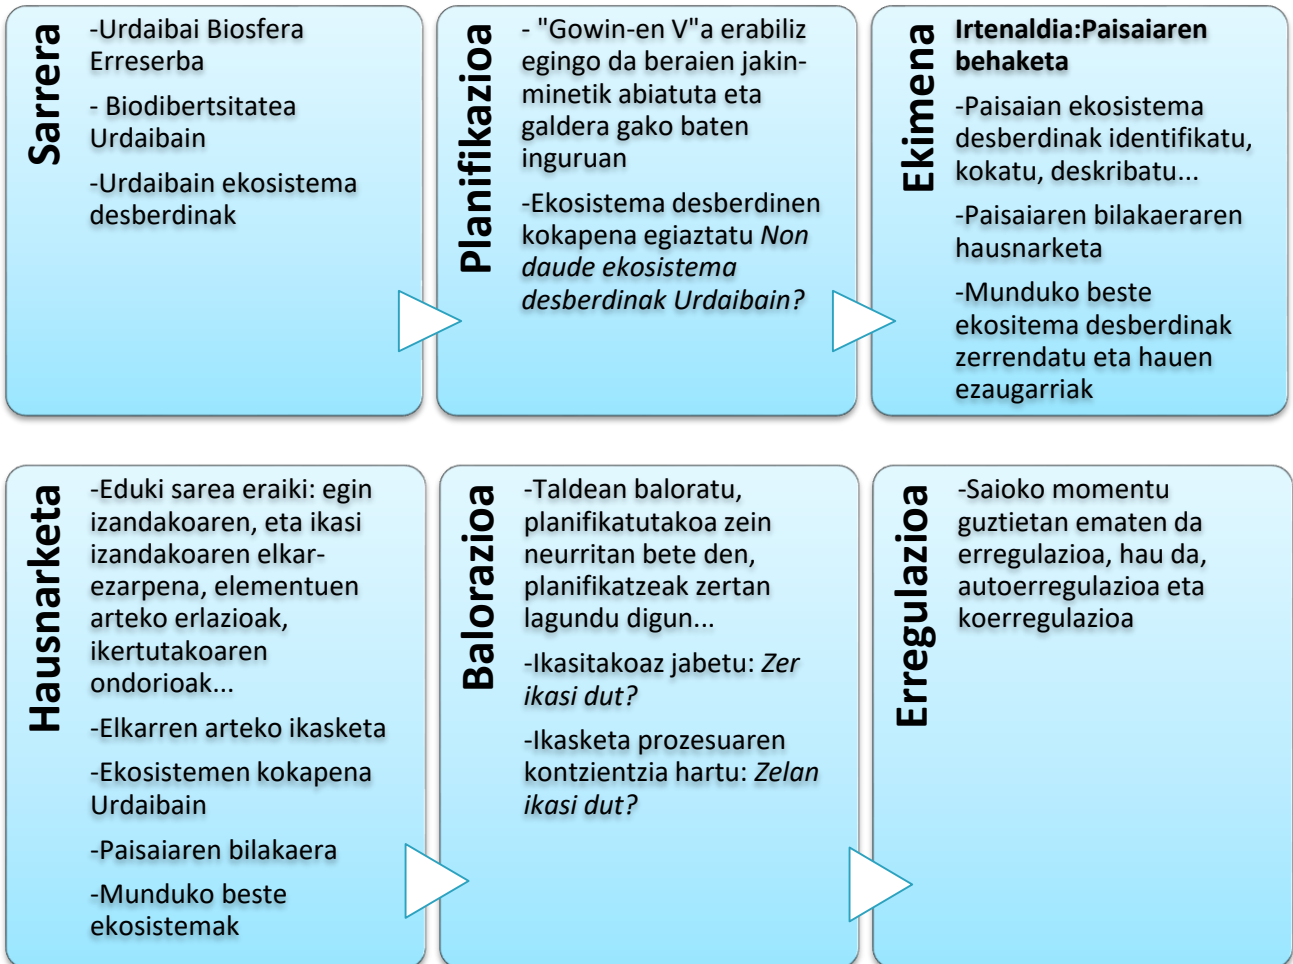 Sarrera
-Urdaibai Biosfera
Erreserba
- Biodibertsitatea
Urdaibain
-Urdaibain ekosistema
desberdinak
Planifikazioa
- "Gowin-en V"a erabiliz
egingo da beraien jakin-
minetik abiatuta eta
galdera gako baten
inguruan
-Ekosistema desberdinen
kokapena egiaztatu Non
daude ekosistema
desberdinak Urdaibain?
Ekimena
Irtenaldia:Paisaiaren
behaketa
-Paisaian ekosistema
desberdinak identifikatu,
kokatu, deskribatu...
-Paisaiaren bilakaeraren
hausnarketa
-Munduko beste
ekositema desberdinak
zerrendatu eta hauen
ezaugarriak
Hausnarketa
-Eduki sarea eraiki: egin
izandakoaren, eta ikasi
izandakoaren elkar-
ezarpena, elementuen
arteko erlazioak,
ikertutakoaren
ondorioak...
-Elkarren arteko ikasketa
-Ekosistemen kokapena
Urdaibain
-Paisaiaren bilakaera
-Munduko beste
ekosistemak
Balorazioa
-Taldean baloratu,
planifikatutakoa zein
neurritan bete den,
planifikatzeak zertan
lagundu digun...
-Ikasitakoaz jabetu: Zer
ikasi dut?
-Ikasketa prozesuaren
kontzientzia hartu: Zelan
ikasi dut?
Erregulazioa
-Saioko momentu
guztietan ematen da
erregulazioa, hau da,
autoerregulazioa eta
koerregulazioa